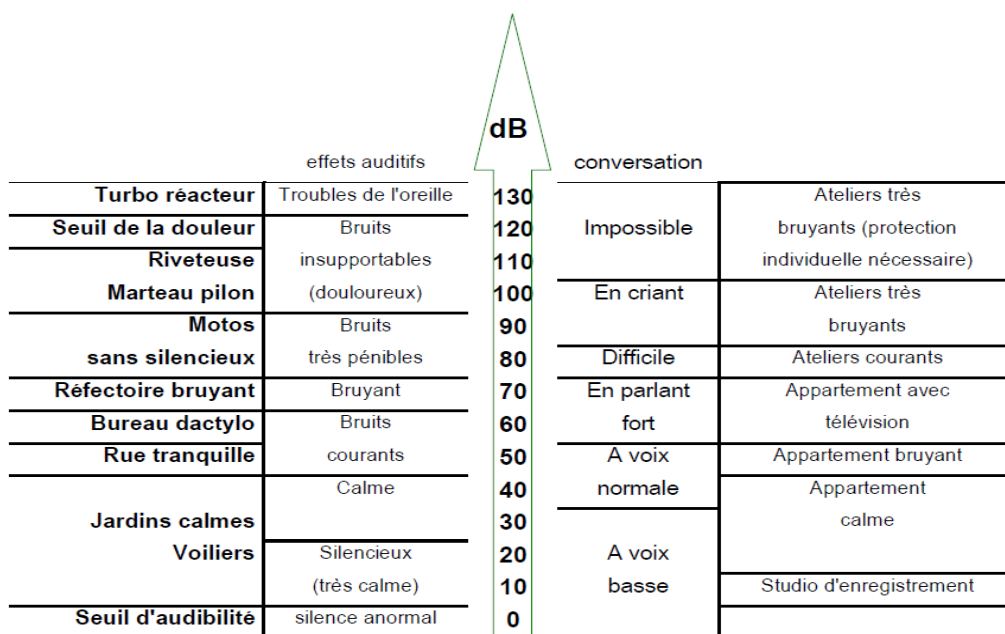 dB
effets auditifs conversation
Turbo réacteur Troubles de l'oreille 130 Ateliers très
Seuil de la douleur Bruits 120 Impossible bruyants (protection
Riveteuse insupportables 110 individuelle nécessaire)
Marteau pilon (douloureux) 100 En criant Ateliers très
Motos Bruits 90 bruyants
sans silencieux très pénibles 80 Difficile Ateliers courants
Réfectoire bruyant Bruyant 70 En parlant Appartement avec
Bureau dactylo Bruits 60 fort télévision
Rue tranquille courants 50 A voix Appartement bruyant
Calme 40 normale Appartement
Jardins calmes 30 calme
Voiliers Silencieux 20 A voix
(très calme) 10 basse Studio d'enregistrement
Seuil d'audibilité silence anormal 0